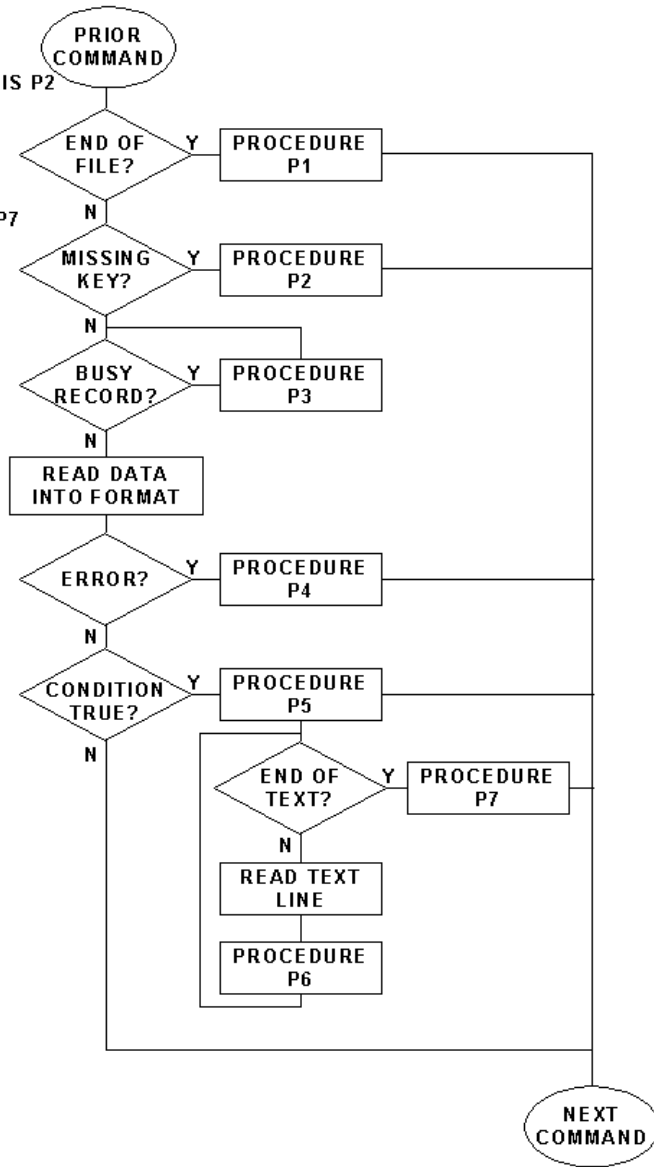 PRIOR
COMMAND
IS P2
END OF
FILE?
Y
PROCEDURE
P1
N
P7
MISSING
KEY?
Y
PROCEDURE
P2
N
BUSY
RECORD?
Y
PROCEDURE
P3
N
READ DATA
INTO FORMAT
ERROR?
Y
PROCEDURE
P4
N
CONDITION
TRUE?
Y
PROCEDURE
P5
N
END OF
TEXT?
Y
PROCEDURE
P7
N
READ TEXT
LINE
PROCEDURE
P6
NEXT
COMMAND